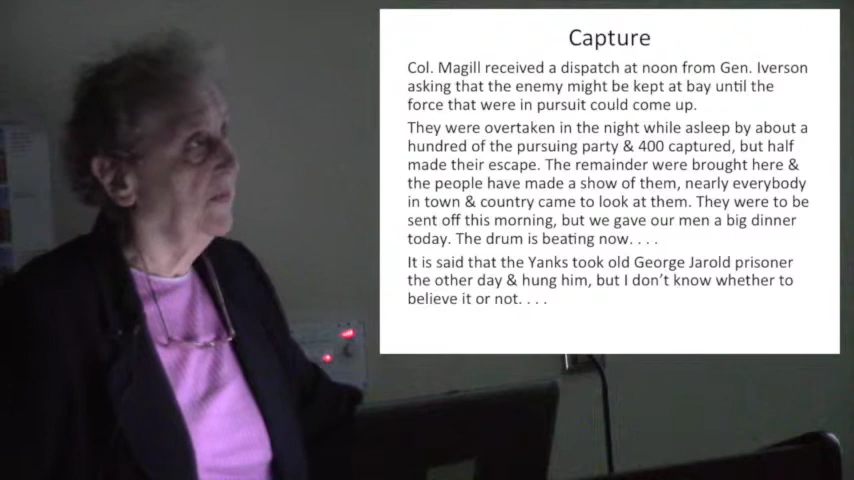 Capture
Col. Magill received a dispatch at noon from Gen. Iverson
asking that the enemy might be kept at bay until the
force that were in pursuit could come up.
They were overtaken in the night while asleep by about a
hundred of the pursuing party & 400 captured, but half
made their escape. The remainder were brought here &
the people have made a show of them, nearly everybody
in town & country came to look at them. They were to be
sent off this morning, but we gave our men a big dinner
today. The drum is beating now. . . .
It is said that the Yanks took old George Jarold prisoner
the other day & hung him, but I don't know whether to
believe it or not. . . .